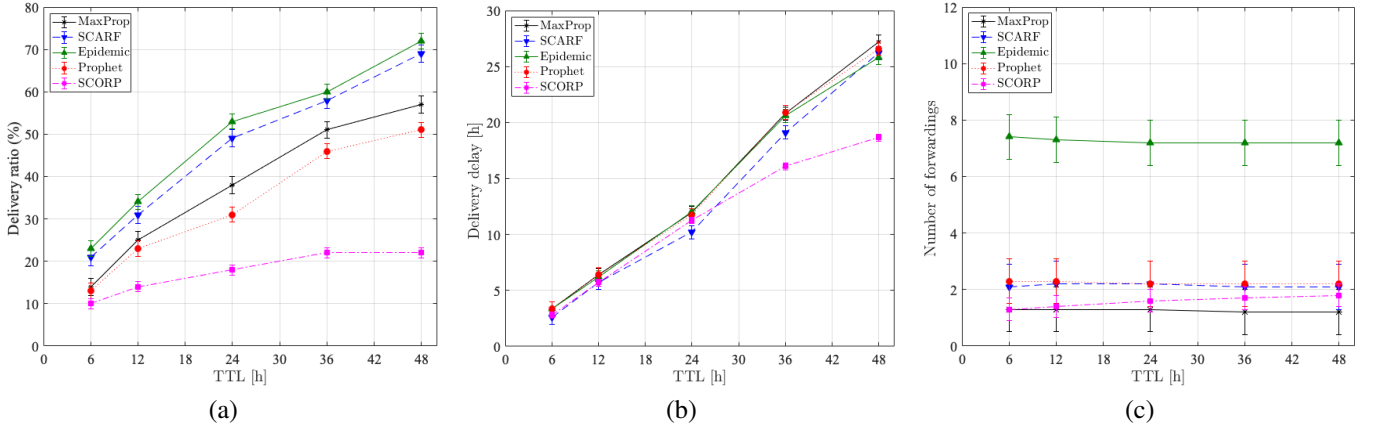 80
70
60
50
40
30
20
10
0
Delivery ratio (%)
MaxProp
SCARF
Epidemic
Prophet
SCORP
0 6 12 18 24 30 36 42 48
TTL [h]
(a)
30
25
20
15
10
5
0
Delivery delay [h]
MaxProp
SCARF
Epidemic
Prophet
SCORP
0 6 12 18 24 30 36 42 48
TTL [h]
(b)
12
10
8
6
4
2
0
Number of forwardings
MaxProp
SCARF
Epidemic
Prophet
SCORP
0 6 12 18 24 30 36 42 48
TTL [h]
(c)